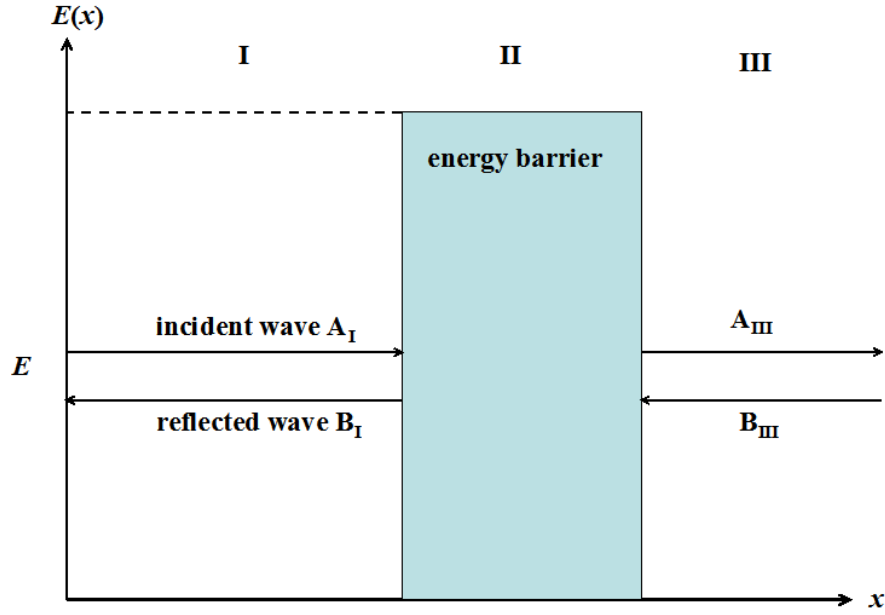 E(x)
I
II
III
energy barrier
incident wave A_I
A_III
E
reflected wave B_I
B_III
x